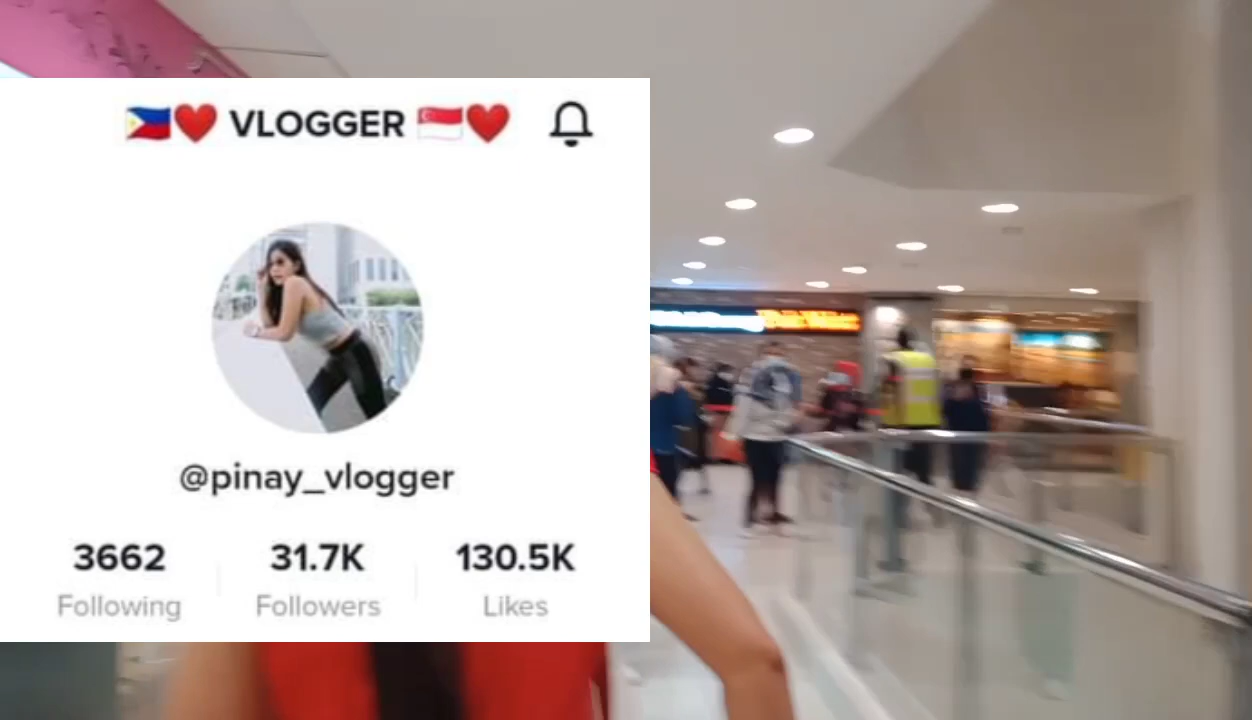 🇵🇭❤️ VLOGGER 🇸🇬❤️
@pinay_vlogger
3662 31.7K 130.5K
Following Followers Likes